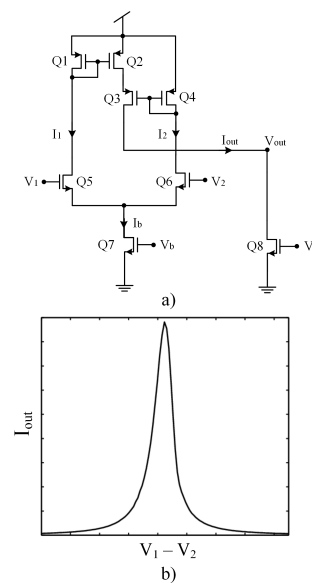 Q1 Q2
Q3 Q4
I1 I2 Iout Vout
V1 Q5 Q6 V2
Ib
Q7 Vb Q8 V
a)
Iout
V1 – V2
b)